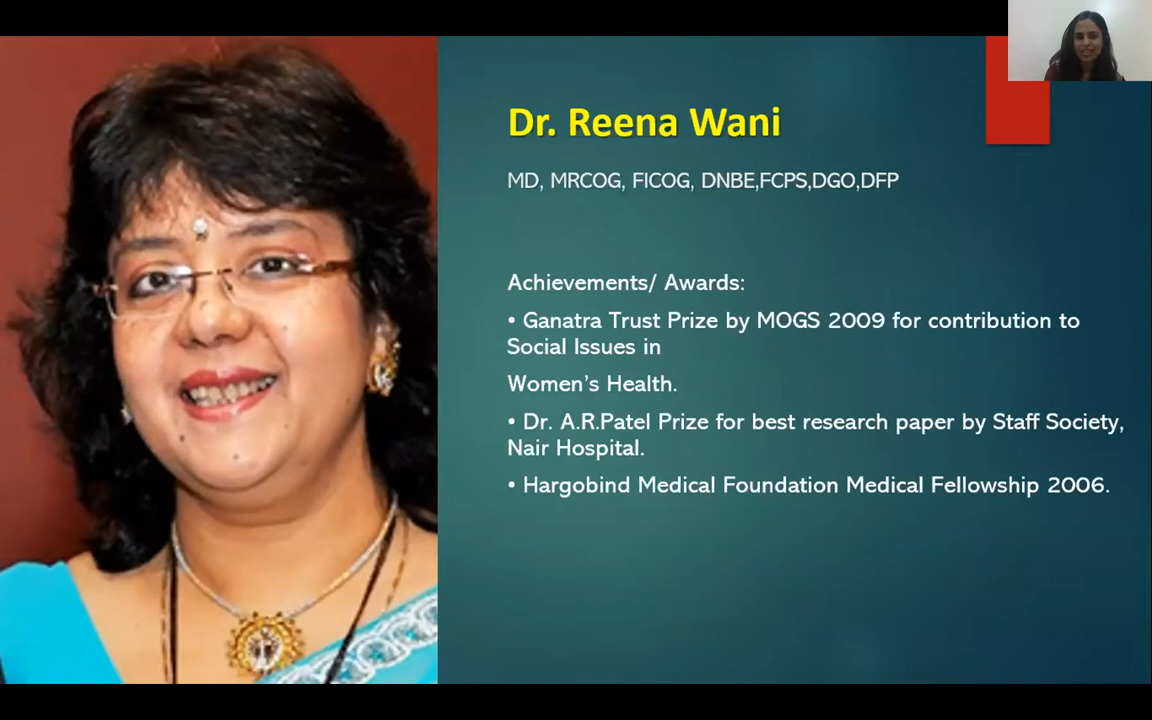 Dr. Reena Wani
MD, MRCOG, FICOG, DNBE,FCPS,DGO,DFP
Achievements/ Awards:
• Ganatra Trust Prize by MOGS 2009 for contribution to
Social Issues in
Women’s Health.
• Dr. A.R.Patel Prize for best research paper by Staff Society,
Nair Hospital.
• Hargobind Medical Foundation Medical Fellowship 2006.